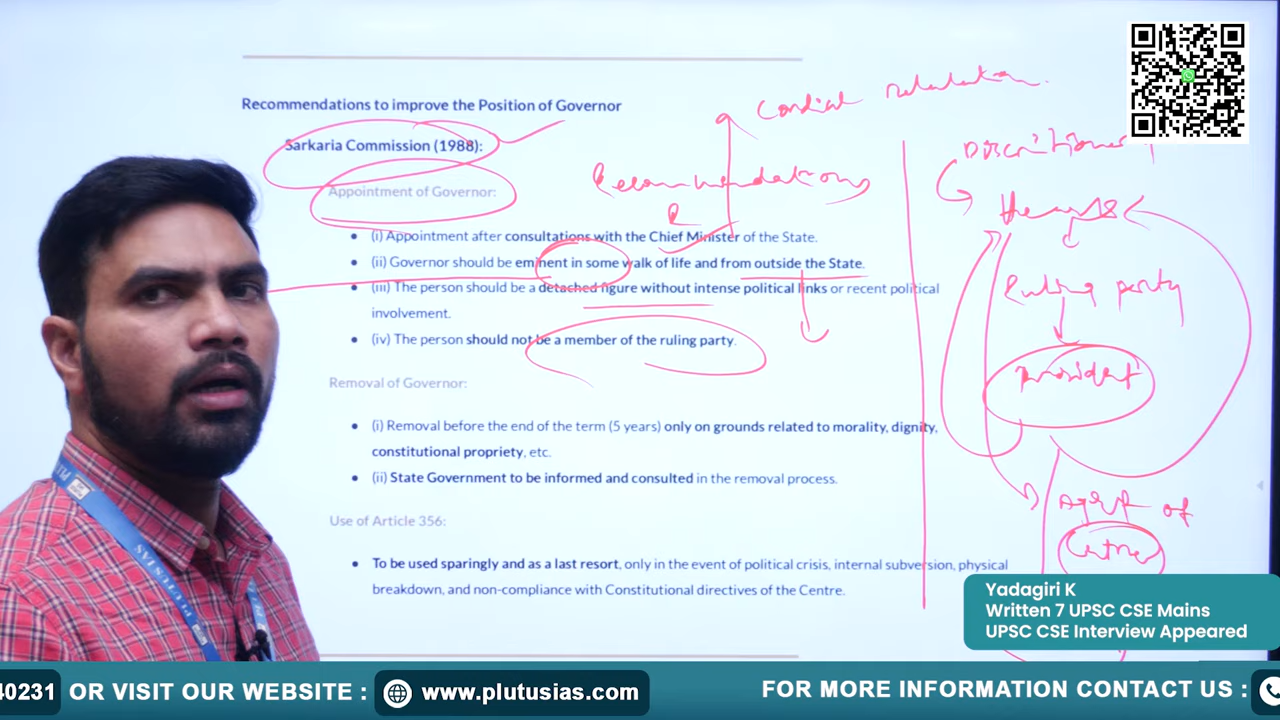 Recommendations to improve the Position of Governor
Sarkaria Commission (1988):
Appointment of Governor:
• (i) Appointment after consultations with the Chief Minister of the State.
• (ii) Governor should be eminent in some walk of life and from outside the State.
• (iii) The person should be a detached figure without intense political links or recent political
involvement.
• (iv) The person should not be a member of the ruling party.
Removal of Governor:
• (i) Removal before the end of the term (5 years) only on grounds related to morality, dignity,
constitutional propriety, etc.
• (ii) State Government to be informed and consulted in the removal process.
Use of Article 356:
• To be used sparingly and as a last resort, only in the event of political crisis, internal subversion, physical
breakdown, and non-compliance with Constitutional directives of the Centre.
Cordial
Recommendations
Ruling party
President
Agent of
Centre
PLUTUS IAS
Yadagiri K
Written 7 UPSC CSE Mains
UPSC CSE Interview Appeared
40231 OR VISIT OUR WEBSITE : www.plutusias.com FOR MORE INFORMATION CONTACT US :